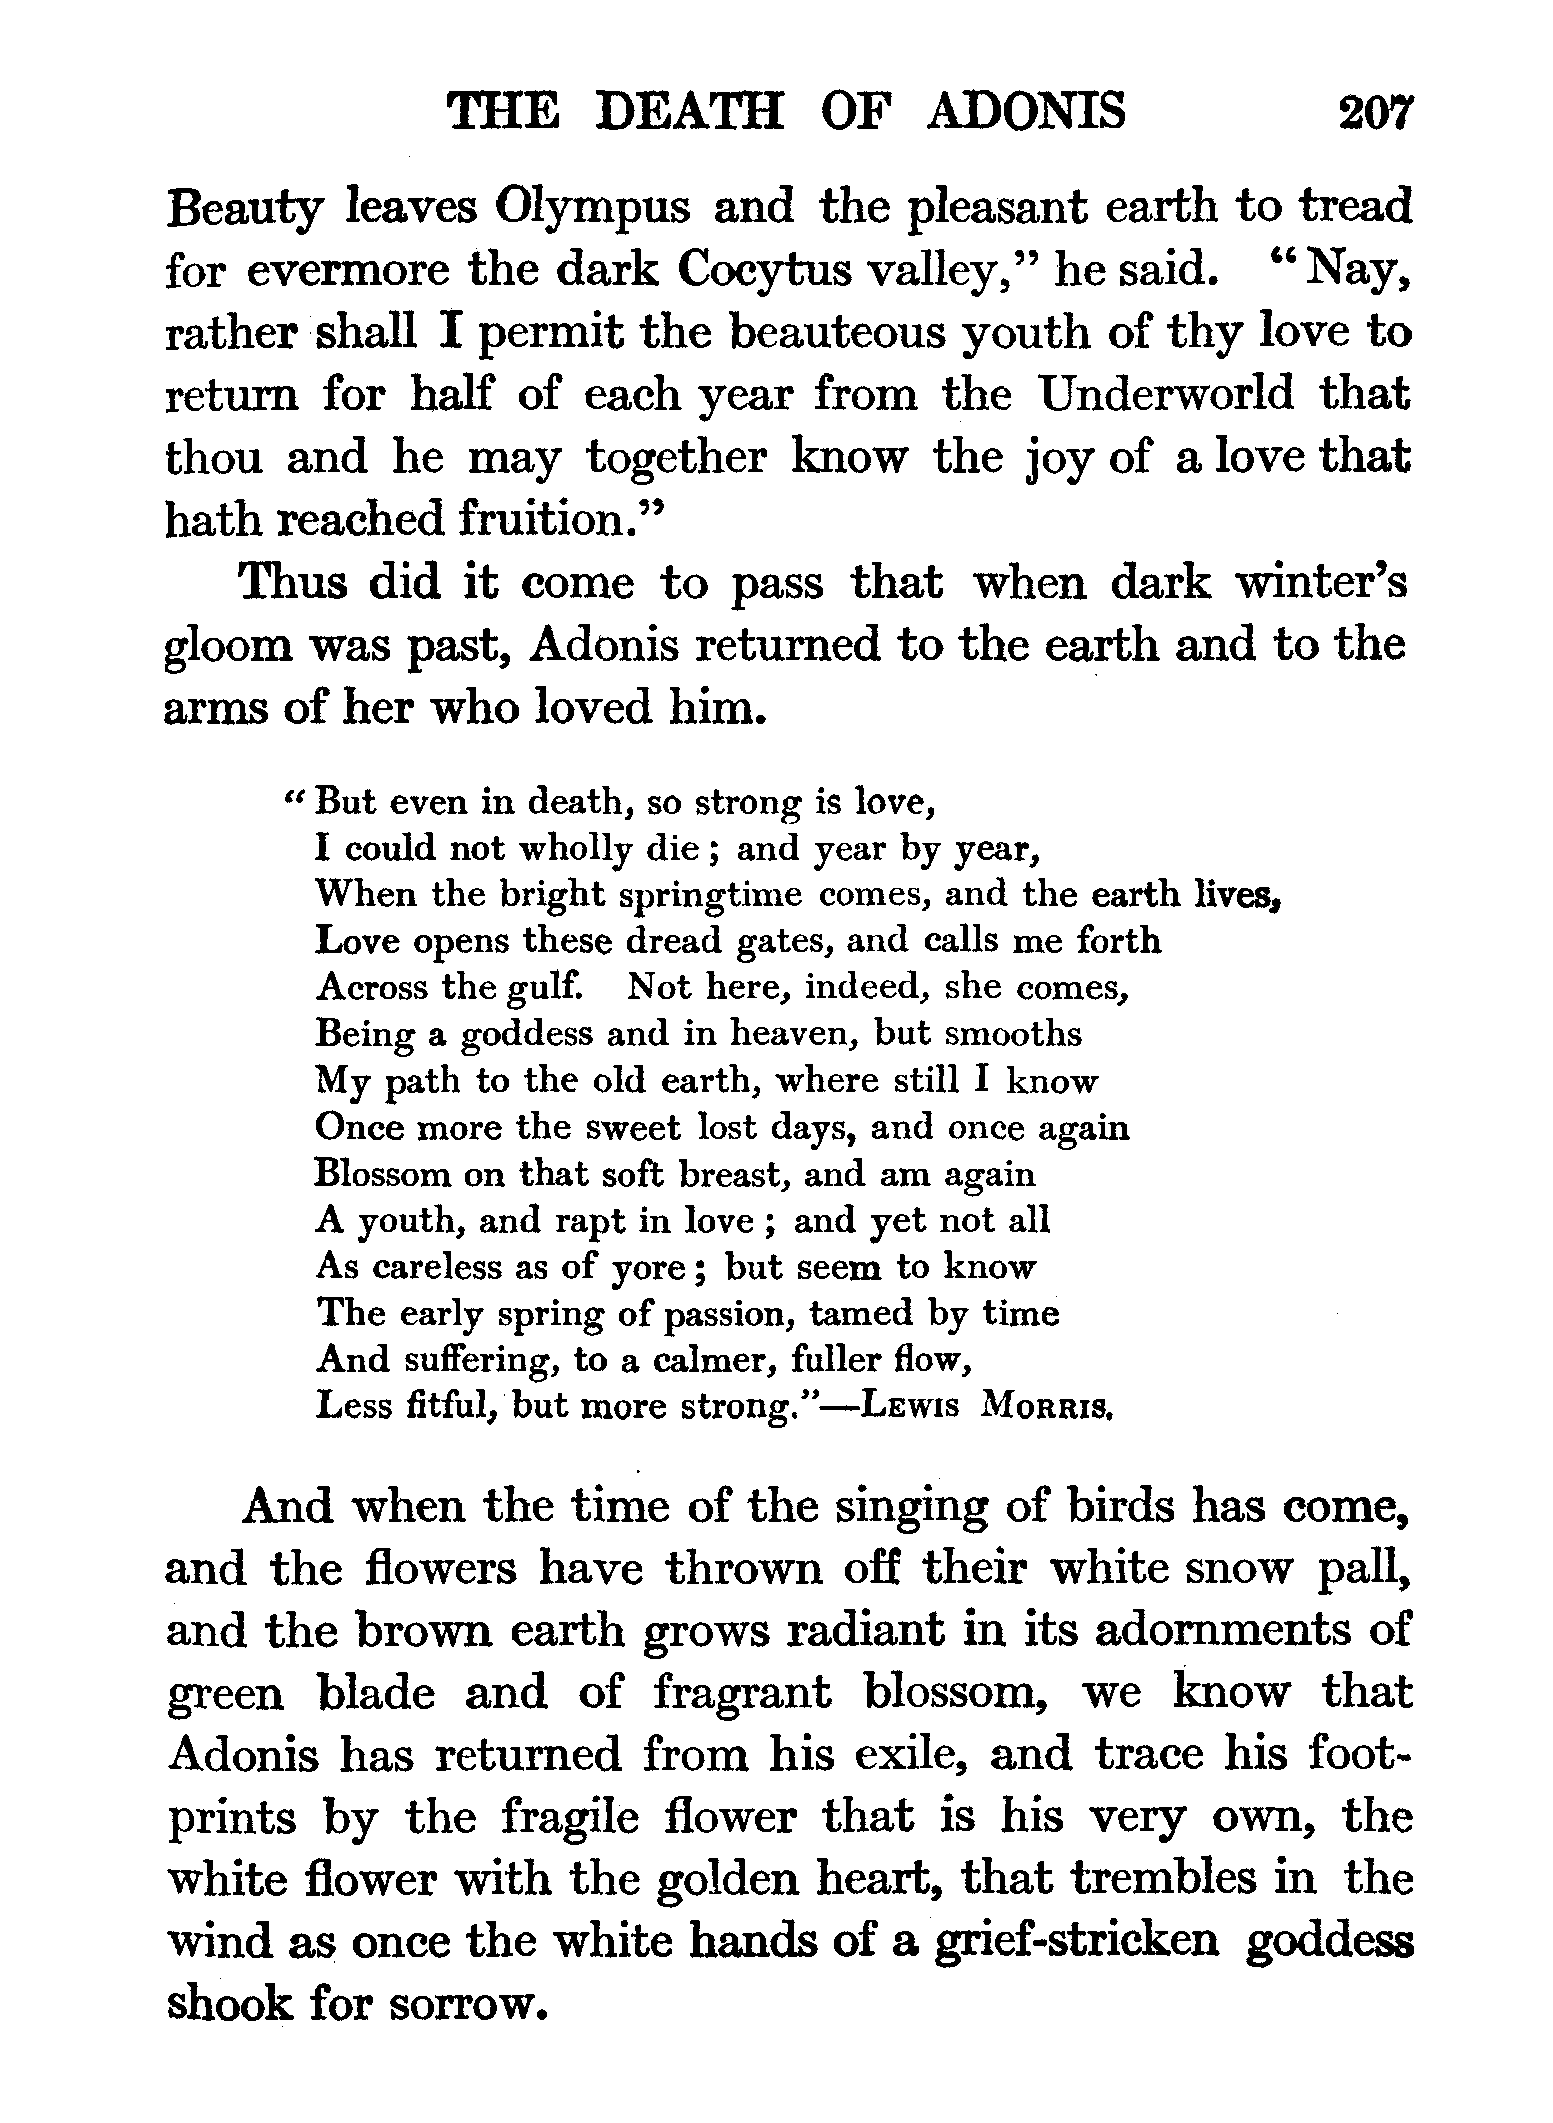 THE DEATH OF ADONIS 207
Beauty leaves Olympus and the pleasant earth to tread
for evermore the dark Cocytus valley,” he said. “Nay,
rather shall I permit the beauteous youth of thy love to
return for half of each year from the Underworld that
thou and he may together know the joy of a love that
hath reached fruition.”
Thus did it come to pass that when dark winter’s
gloom was past, Adonis returned to the earth and to the
arms of her who loved him.
“But even in death, so strong is love,
I could not wholly die; and year by year,
When the bright springtime comes, and the earth lives,
Love opens these dread gates, and calls me forth
Across the gulf. Not here, indeed, she comes,
Being a goddess and in heaven, but smooths
My path to the old earth, where still I know
Once more the sweet lost days, and once again
Blossom on that soft breast, and am again
A youth, and rapt in love; and yet not all
As careless as of yore; but seem to know
The early spring of passion, tamed by time
And suffering, to a calmer, fuller flow,
Less fitful, but more strong.”—LEWIS MORRIS.
And when the time of the singing of birds has come,
and the flowers have thrown off their white snow pall,
and the brown earth grows radiant in its adornments of
green blade and of fragrant blossom, we know that
Adonis has returned from his exile, and trace his foot-
prints by the fragile flower that is his very own, the
white flower with the golden heart, that trembles in the
wind as once the white hands of a grief-stricken goddess
shook for sorrow.